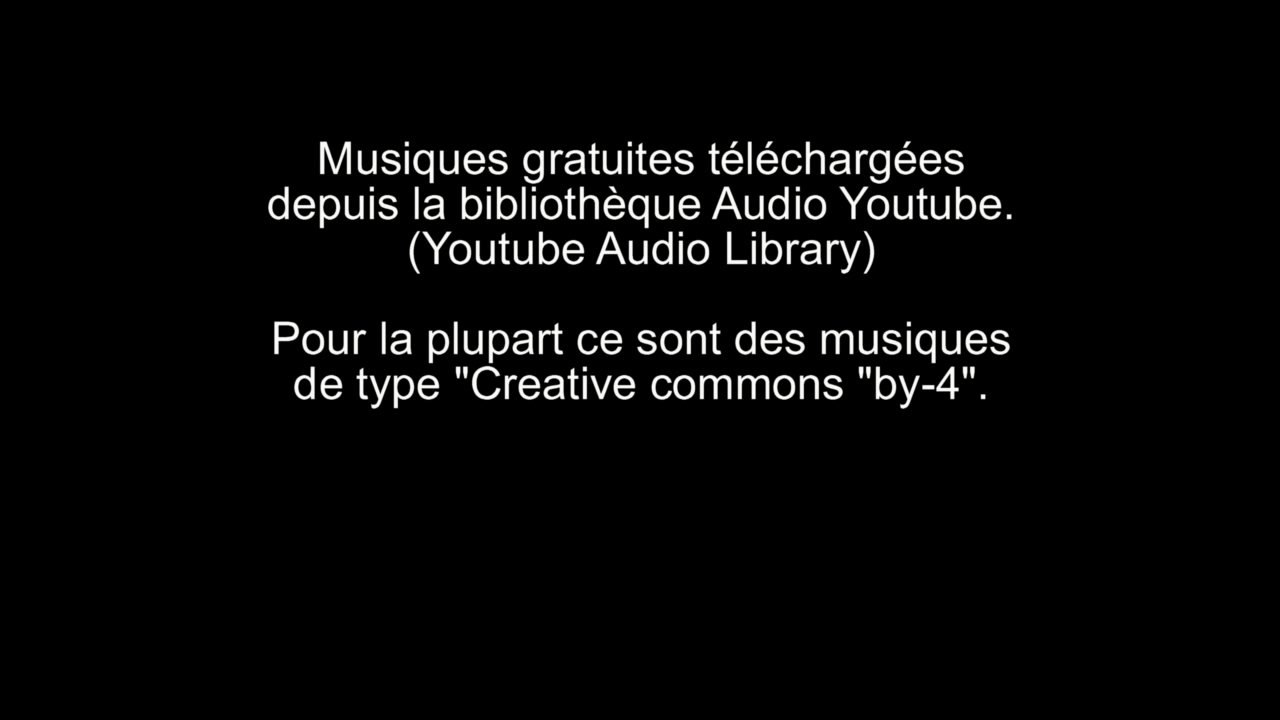 Musiques gratuites téléchargées
depuis la bibliothèque Audio Youtube.
(Youtube Audio Library)
Pour la plupart ce sont des musiques
de type "Creative commons "by-4".